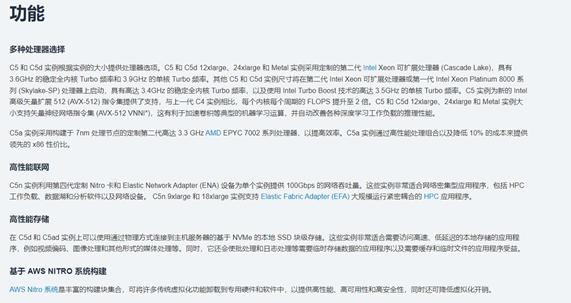 功能
多种处理器选择
C5 和 C5d 实例根据实例的大小提供处理器选项。C5 和 C5d 12xlarge、24xlarge 和 Metal 实例采用定制的第二代 Intel Xeon 可扩展处理器 (Cascade Lake)，具有
3.6GHz 的稳定全内核 Turbo 频率和 3.9GHz 的单核 Turbo 频率。其他 C5 和 C5d 实例尺寸将在第二代 Intel Xeon 可扩展处理器或第一代 Intel Xeon Platinum 8000 系
列 (Skylake-SP) 处理器上启动，具有高达 3.4GHz 的稳定全核 Turbo 频率，以及使用 Intel Turbo Boost 技术的高达 3.5GHz 的单核 Turbo 频率。C5 实例为新的 Intel
高级矢量扩展 512 (AVX-512) 指令集提供了支持，与上一代 C4 实例相比，每个内核每个周期的 FLOPS 提升至 2 倍。C5 和 C5d 12xlarge、24xlarge 和 Metal 实例大
小支持矢量神经网络指令集 (AVX-512 VNNI*)，这有利于加速卷积等典型的机器学习运算，并自动改善各种深度学习工作负载的推理性能。
C5a 实例采用构建于 7nm 处理节点的定制第二代高达 3.3 GHz AMD EPYC 7002 系列处理器，以提高效率。C5a 实例通过高性能处理组合以及降低 10% 的成本来提供
领先的 x86 性价比。
高性能联网
C5n 实例采用第四代定制 Nitro 卡和 Elastic Network Adapter (ENA) 设备为单个实例提供 100Gbps 的网络吞吐量。这些实例非常适合网络密集型应用程序，包括 HPC
工作负载、数据湖和分析软件以及网络设备。 C5n 9xlarge 和 18xlarge 实例支持 Elastic Fabric Adapter (EFA) 大规模运行紧密耦合的 HPC 应用程序。
高性能存储
在 C5d 和 C5ad 实例上可以使用通过物理方式连接到主机服务器的基于 NVMe 的本地 SSD 块级存储。这些实例非常适合需要访问高速、低延迟的本地存储的应用程
序，例如视频编码、图像处理和其他形式的媒体处理等。同时，它还会使批处理和日志处理等需要临时存储数据的应用程序以及需要缓存和临时文件的应用程序受益。
基于 AWS NITRO 系统构建
AWS Nitro 系统是丰富的构建块集合，可将许多传统虚拟化功能卸载到专用硬件和软件中，以提供高性能、高可用性和高安全性，同时还可降低虚拟化开销。